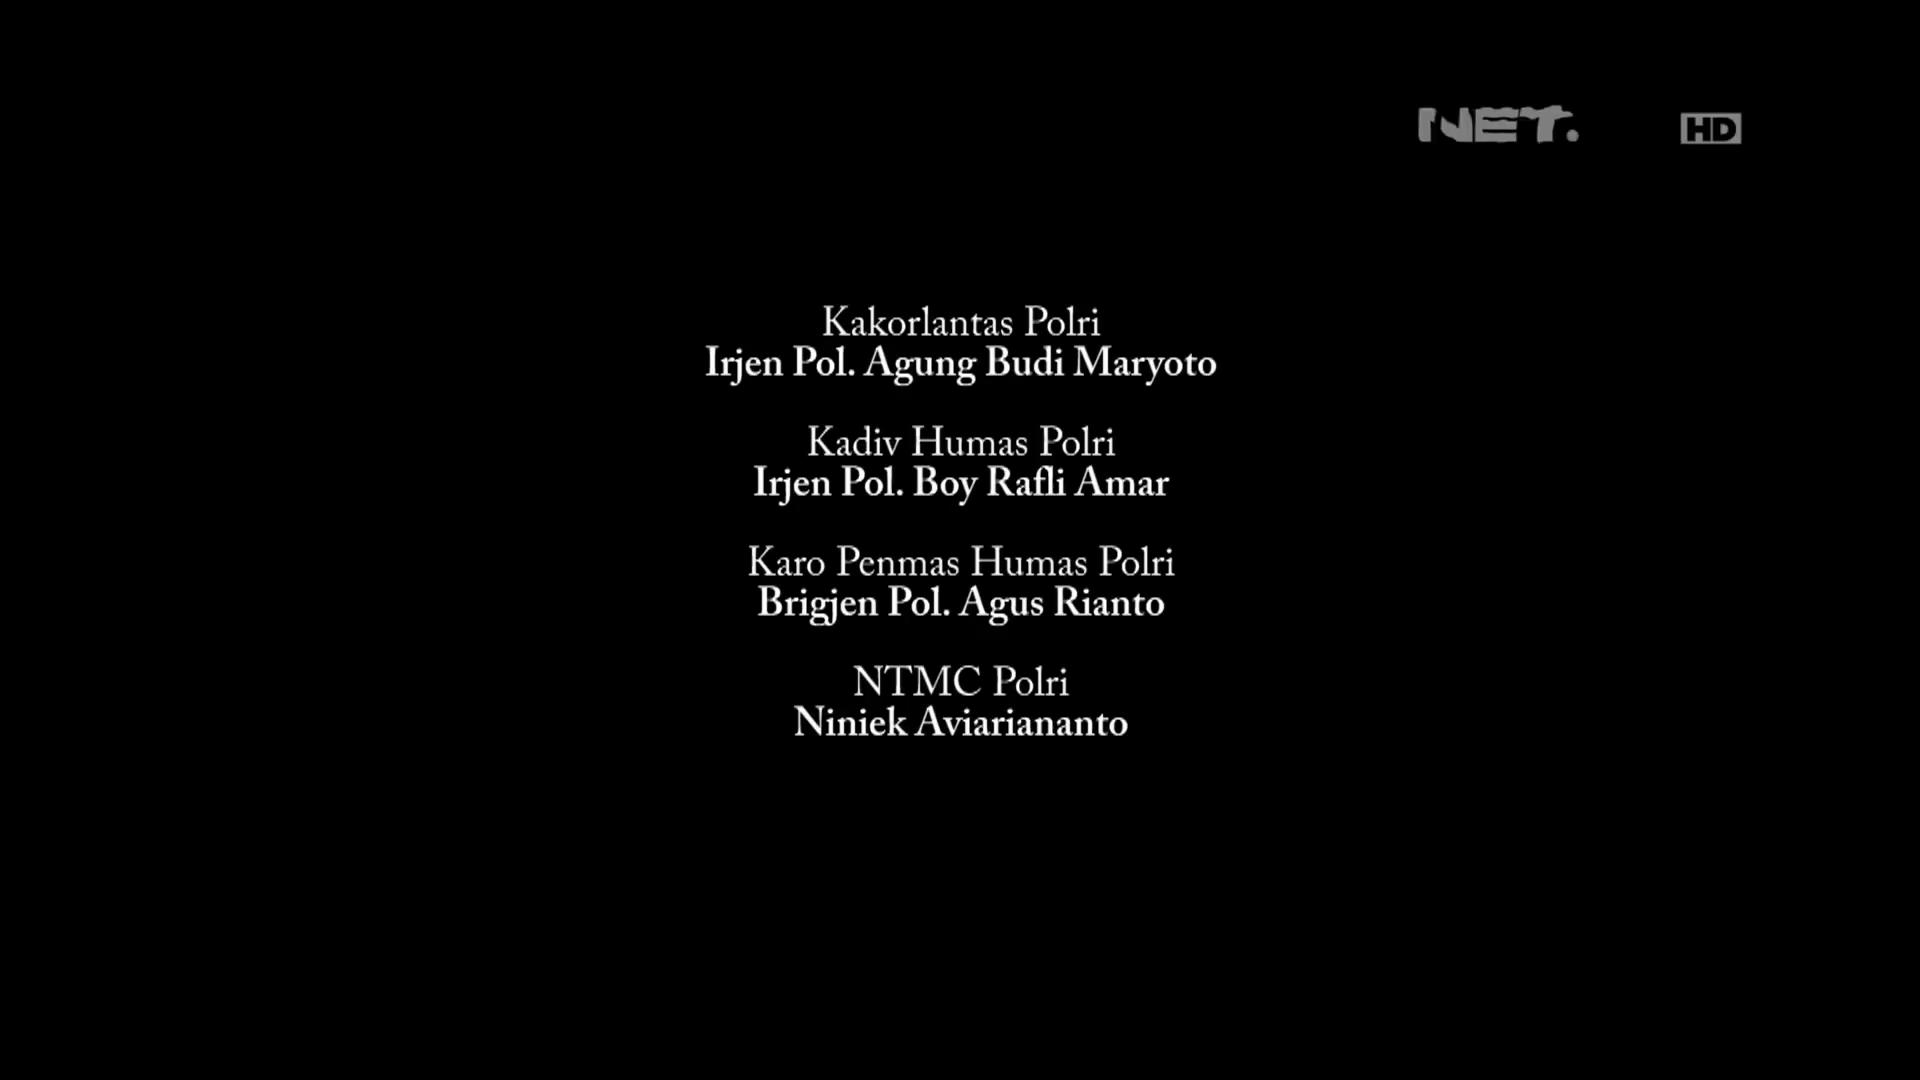 NET.
HD
Kakorlantas Polri
Irjen Pol. Agung Budi Maryoto
Kadiv Humas Polri
Irjen Pol. Boy Rafli Amar
Karo Penmas Humas Polri
Brigjen Pol. Agus Rianto
NTMC Polri
Niniek Aviariananto